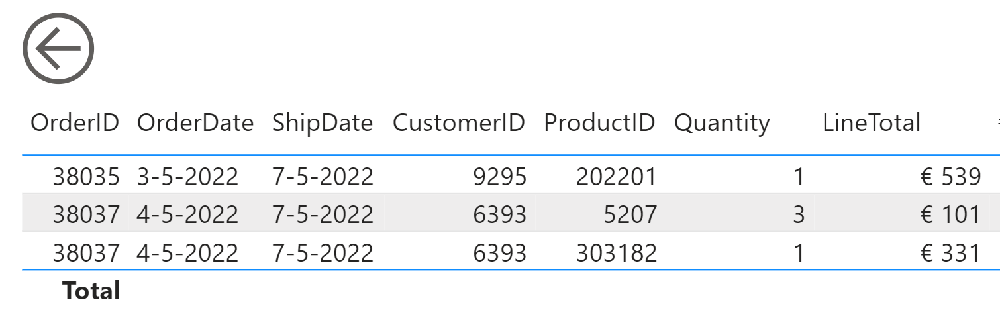 OrderID OrderDate ShipDate CustomerID ProductID Quantity LineTotal
38035 3-5-2022 7-5-2022 9295 202201 1 € 539
38037 4-5-2022 7-5-2022 6393 5207 3 € 101
38037 4-5-2022 7-5-2022 6393 303182 1 € 331
Total